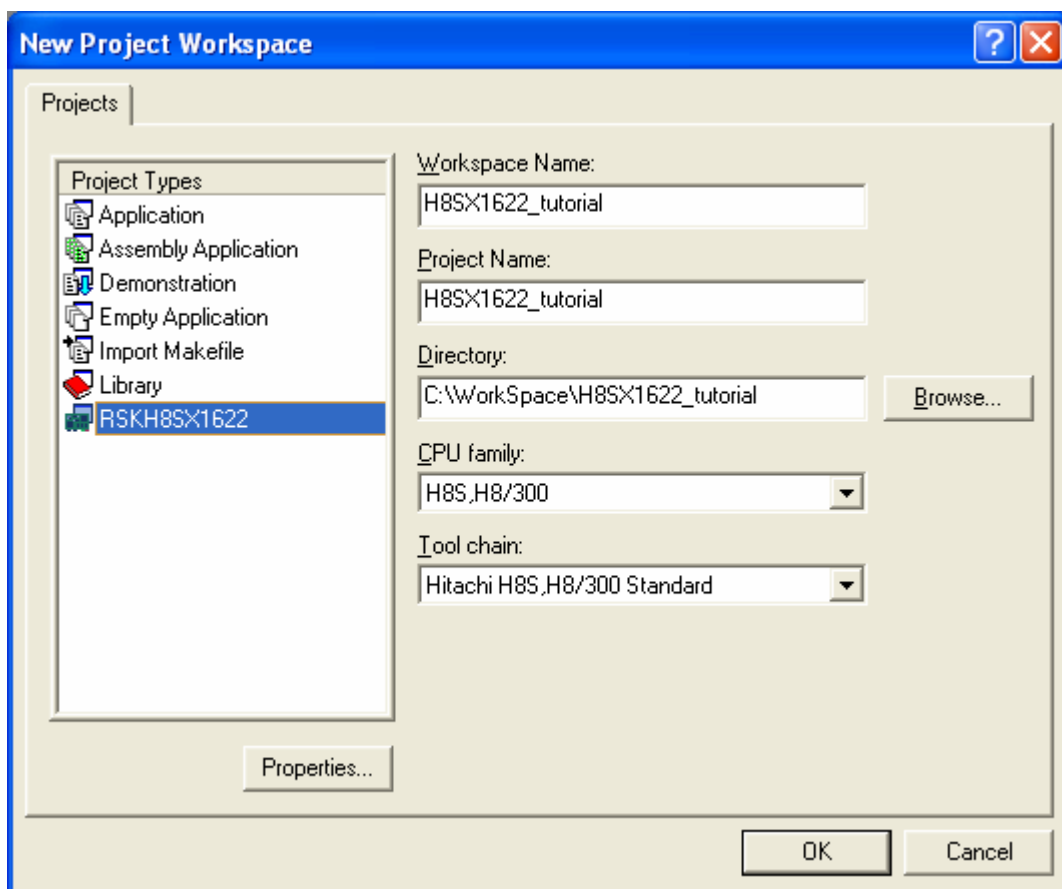 New Project Workspace
Projects
Project Types
Application
Assembly Application
Demonstration
Empty Application
Import Makefile
Library
RSKH8SX1622
Properties...
Workspace Name:
H8SX1622_tutorial
Project Name:
H8SX1622_tutorial
Directory:
C:\WorkSpace\H8SX1622_tutorial
Browse...
CPU family:
H8S,H8/300
Tool chain:
Hitachi H8S,H8/300 Standard
OK
Cancel